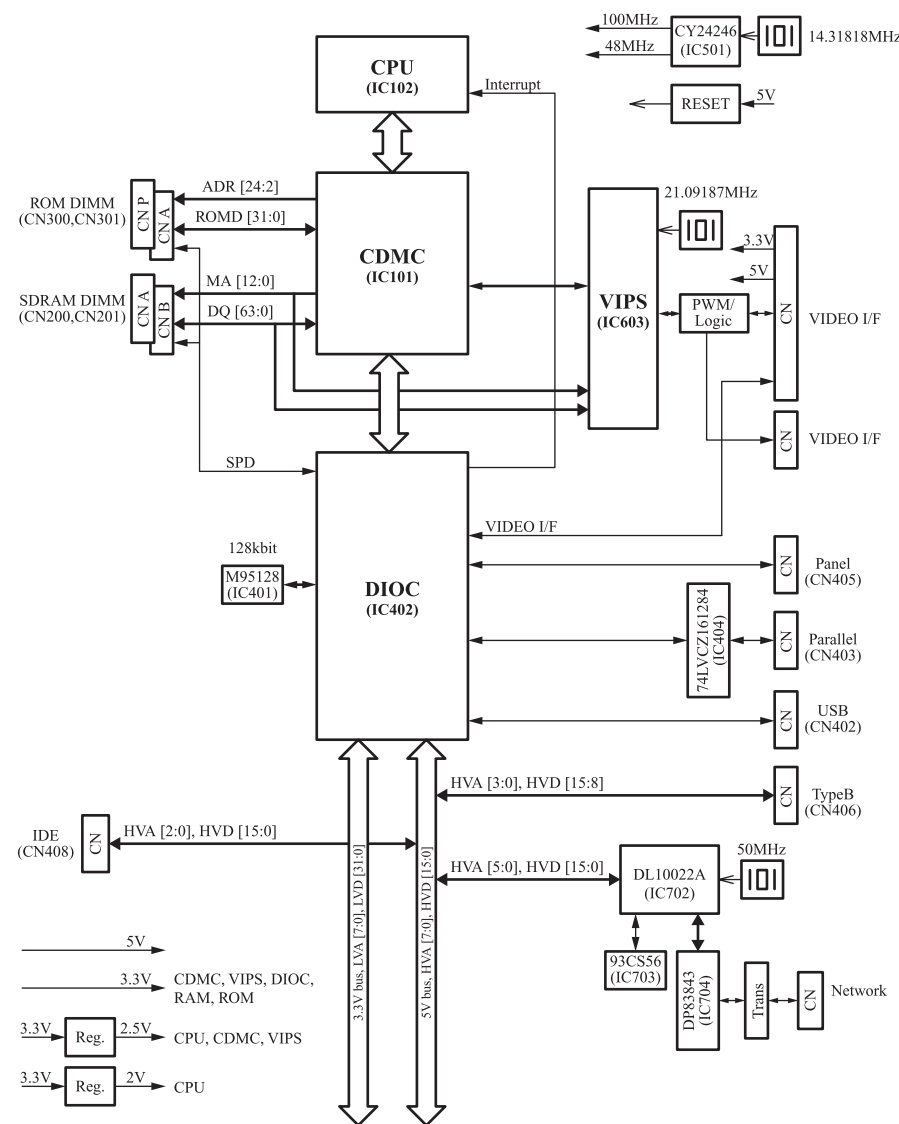 100MHz
48MHz
CY24246
(IC501)
14.31818MHz
CPU
(IC102)
Interrupt
RESET
5V
ROM DIMM
(CN300,CN301)
CN P
CN A
ADR [24:2]
ROMD [31:0]
SDRAM DIMM
(CN200,CN201)
CN A
CN B
MA [12:0]
DQ [63:0]
CDMC
(IC101)
21.09187MHz
VIPS
(IC603)
3.3V
5V
PWM/
Logic
CN
VIDEO I/F
CN
VIDEO I/F
SPD
VIDEO I/F
128kbit
M95128
(IC401)
DIOC
(IC402)
CN
Panel
(CN405)
74LVCZ161284
(IC404)
CN
Parallel
(CN403)
CN
USB
(CN402)
HVA [3:0], HVD [15:8]
CN
TypeB
(CN406)
IDE
(CN408)
CN
HVA [2:0], HVD [15:0]
3.3V bus, LVA [7:0], LVD [31:0]
5V bus, HVA [7:0], HVD [15:0]
HVA [5:0], HVD [15:0]
DL10022A
(IC702)
50MHz
93CS56
(IC703)
DP83843
(IC704)
Trans
CN
Network
5V
3.3V
CDMC, VIPS, DIOC,
RAM, ROM
3.3V
Reg.
2.5V
CPU, CDMC, VIPS
3.3V
Reg.
2V
CPU